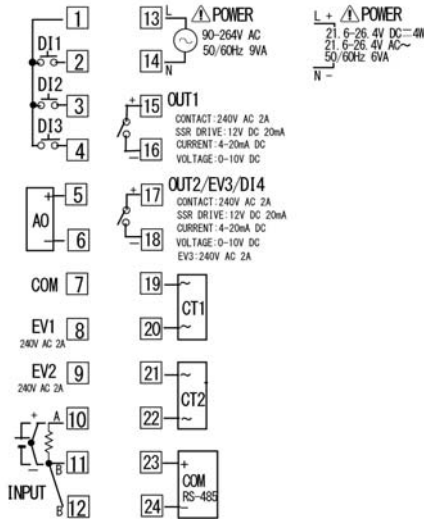 1
DI1
2
DI2
3
DI3
4
5
+
AO
−
6
COM 7
EV1 8
240V AC 2A
EV2 9
240V AC 2A
+ A 10
− B 11
INPUT
B 12
13 L ⚠ POWER
90-264V AC
50/60Hz 9VA
14 N
15 + OUT1
CONTACT:240V AC 2A
SSR DRIVE:12V DC 20mA
16 − CURRENT:4-20mA DC
VOLTAGE:0-10V DC
17 + OUT2/EV3/DI4
CONTACT:240V AC 2A
SSR DRIVE:12V DC 20mA
18 − CURRENT:4-20mA DC
VOLTAGE:0-10V DC
EV3:240V AC 2A
19 ~
CT1
20 ~
21 ~
CT2
22 ~
23 +
COM
RS-485
24 −
L + ⚠ POWER
21.6-26.4V DC⎓4W
21.6-26.4V AC~
50/60Hz 6VA
N −